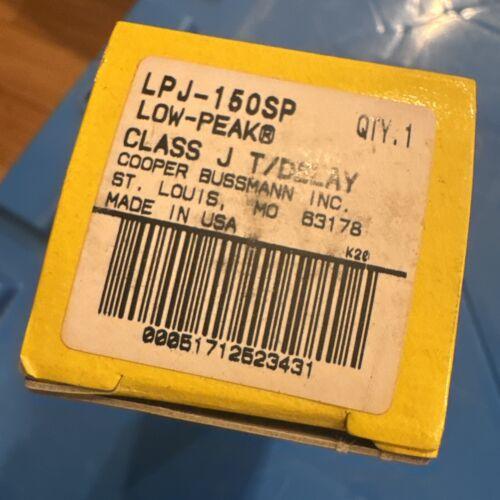 LPJ-150SP
LOW-PEAK® QTY.1
CLASS J T/DELAY
COOPER BUSSMANN INC.
ST. LOUIS, MO 63178
MADE IN USA
K20
00051712523431